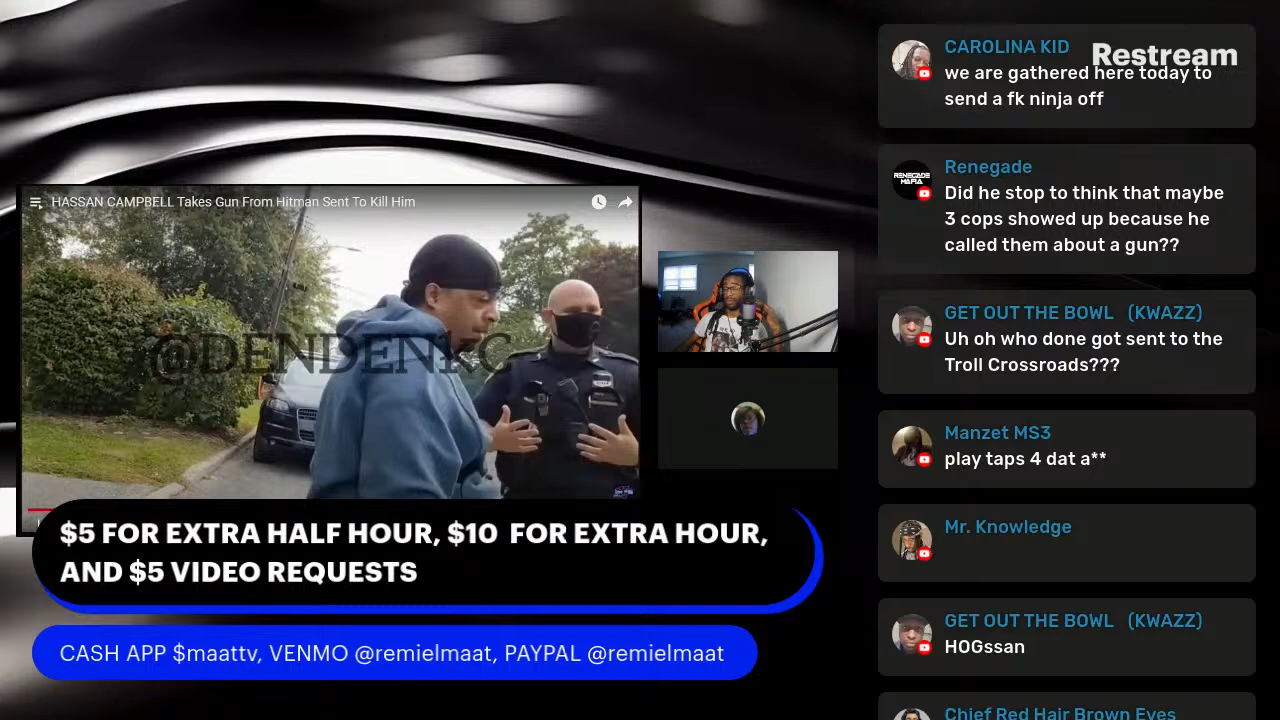 HASSAN CAMPBELL Takes Gun From Hitman Sent To Kill Him
@DENDENKC
$5 FOR EXTRA HALF HOUR, $10 FOR EXTRA HOUR,
AND $5 VIDEO REQUESTS
CASH APP $maattv, VENMO @remielmaat, PAYPAL @remielmaat
Restream
CAROLINA KID
we are gathered here today to
send a fk ninja off
RENEGADE
MAFIA
Renegade
Did he stop to think that maybe
3 cops showed up because he
called them about a gun??
GET OUT THE BOWL (KWAZZ)
Uh oh who done got sent to the
Troll Crossroads???
Manzet MS3
play taps 4 dat a**
Mr. Knowledge
GET OUT THE BOWL (KWAZZ)
HOGssan
Chief Red Hair Brown Eyes